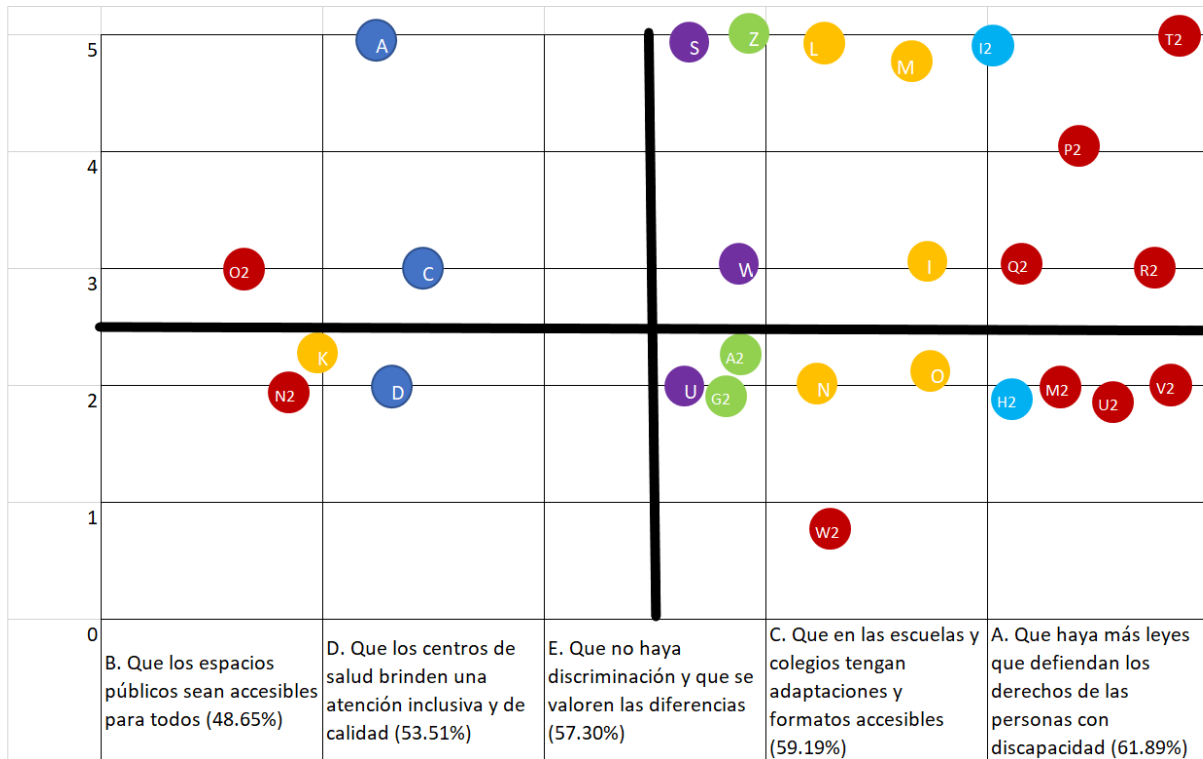 5
A
S
Z
L
M
I2
T2
4
P2
3
O2
C
W
I
Q2
R2
K
A2
O
2
N2
D
U
G2
N
H2
M2
U2
V2
1
W2
0
B. Que los espacios
públicos sean accesibles
para todos (48.65%)
D. Que los centros de
salud brinden una
atención inclusiva y de
calidad (53.51%)
E. Que no haya
discriminación y que se
valoren las diferencias
(57.30%)
C. Que en las escuelas y
colegios tengan
adaptaciones y
formatos accesibles
(59.19%)
A. Que haya más leyes
que defiendan los
derechos de las
personas con
discapacidad (61.89%)